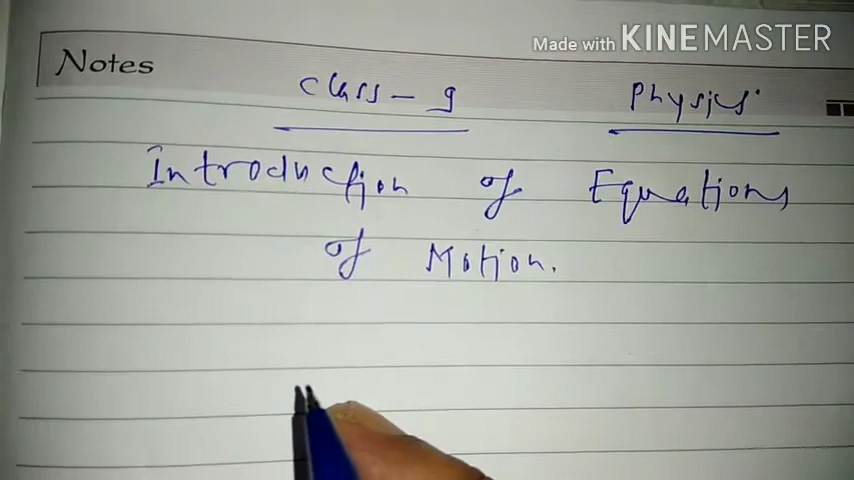 Made with KINEMASTER
Notes
Class - 9 Physics.
Introduction of Equations
of Motion.